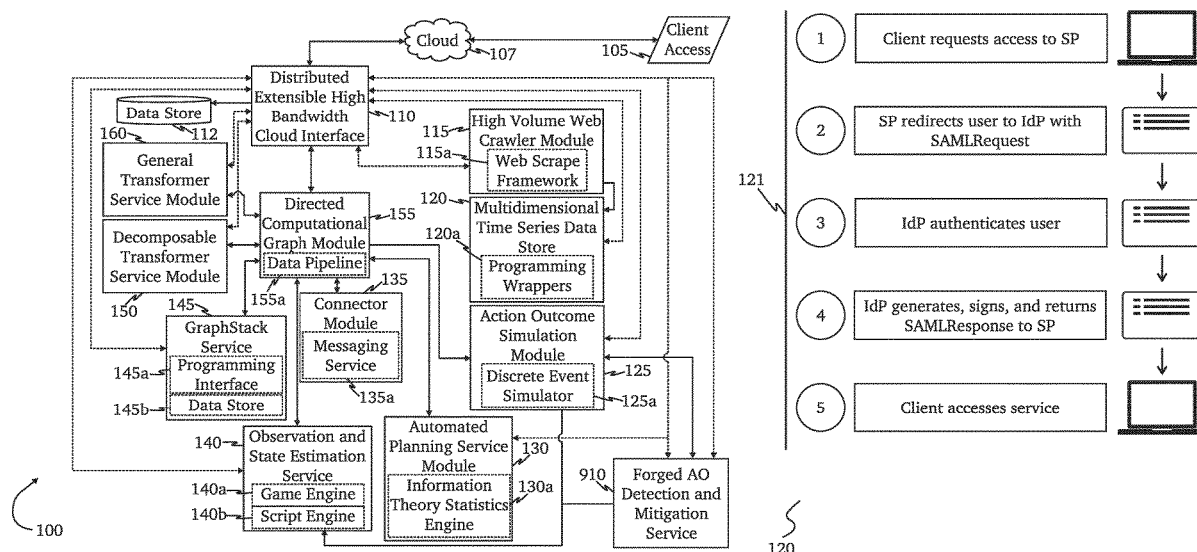 Cloud
107
Client
Access
105
Distributed
Extensible High
Bandwidth
Cloud Interface
110
Data Store
112
160
General
Transformer
Service Module
Decomposable
Transformer
Service Module
150
Directed
Computational
Graph Module
Data Pipeline
155
155a
115
High Volume Web
Crawler Module
115a
Web Scrape
Framework
120
Multidimensional
Time Series Data
Store
120a
Programming
Wrappers
145
GraphStack
Service
145a
Programming
Interface
145b
Data Store
135
Connector
Module
Messaging
Service
135a
Action Outcome
Simulation
Module
125
Discrete Event
Simulator
125a
140
Observation and
State Estimation
Service
140a
Game Engine
140b
Script Engine
Automated
Planning Service
Module
130
Information
Theory Statistics
Engine
130a
910
Forged AO
Detection and
Mitigation
Service
100
121
1
Client requests access to SP
2
SP redirects user to IdP with
SAMLRequest
3
IdP authenticates user
4
IdP generates, signs, and returns
SAMLResponse to SP
5
Client accesses service
120